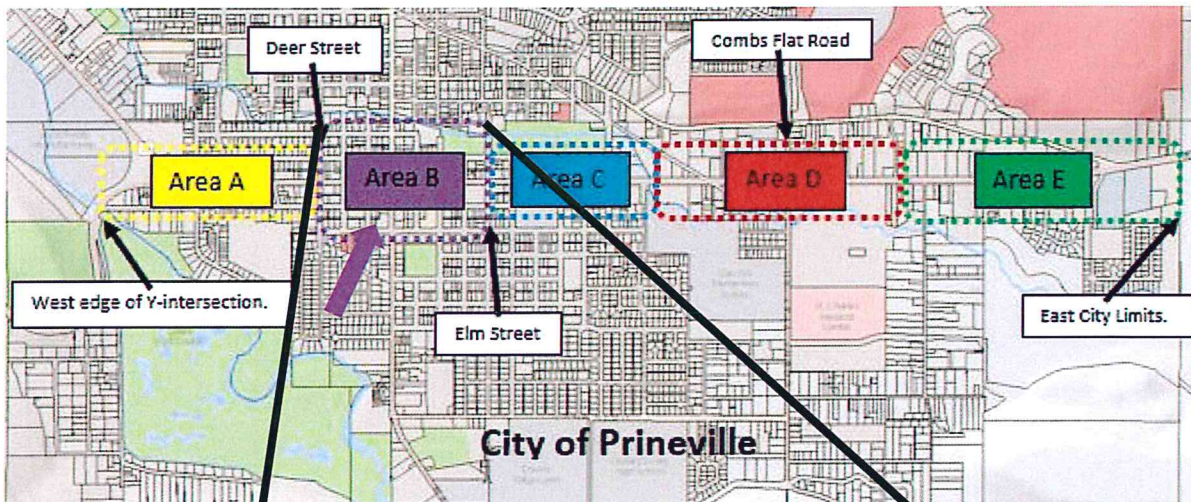 Deer Street
Combs Flat Road
Area A
Area B
Area C
Area D
Area E
West edge of Y-intersection.
Elm Street
East City Limits.
City of Prineville